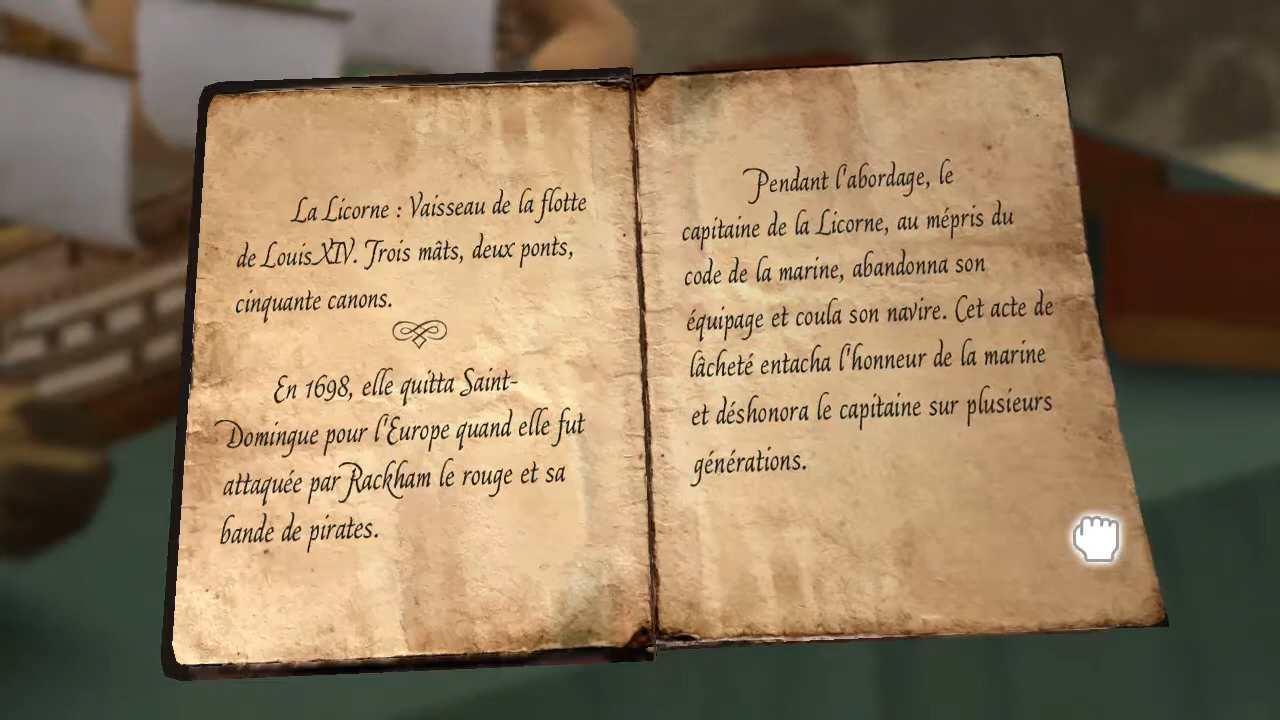 La Licorne : Vaisseau de la flotte
de Louis XIV. Trois mâts, deux ponts,
cinquante canons.
En 1698, elle quitta Saint-
Domingue pour l'Europe quand elle fut
attaquée par Rackham le rouge et sa
bande de pirates.
Pendant l'abordage, le
capitaine de la Licorne, au mépris du
code de la marine, abandonna son
équipage et coula son navire. Cet acte de
lâcheté entacha l'honneur de la marine
et déshonora le capitaine sur plusieurs
générations.